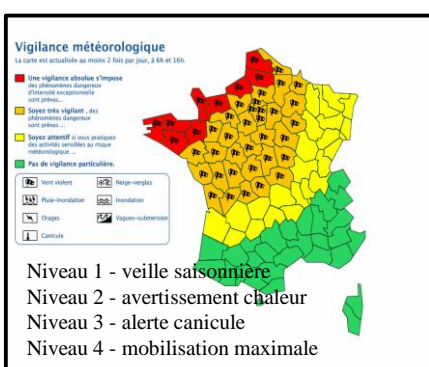 Vigilance météorologique
La carte est actualisée au moins 2 fois par jour, à 6h et 16h.
Une vigilance absolue s'impose
des phénomènes dangereux
d'intensité exceptionnelle
sont prévus...
Soyez très vigilant, des
phénomènes dangereux
sont prévus...
Soyez attentif si vous pratiquez
des activités sensibles au risque
météorologique ...
Pas de vigilance particulière.
Vent violent
Neige-verglas
Pluie-Inondation
Inondation
Orages
Vagues-submersion
Canicule
Niveau 1 - veille saisonnière
Niveau 2 - avertissement chaleur
Niveau 3 - alerte canicule
Niveau 4 - mobilisation maximale